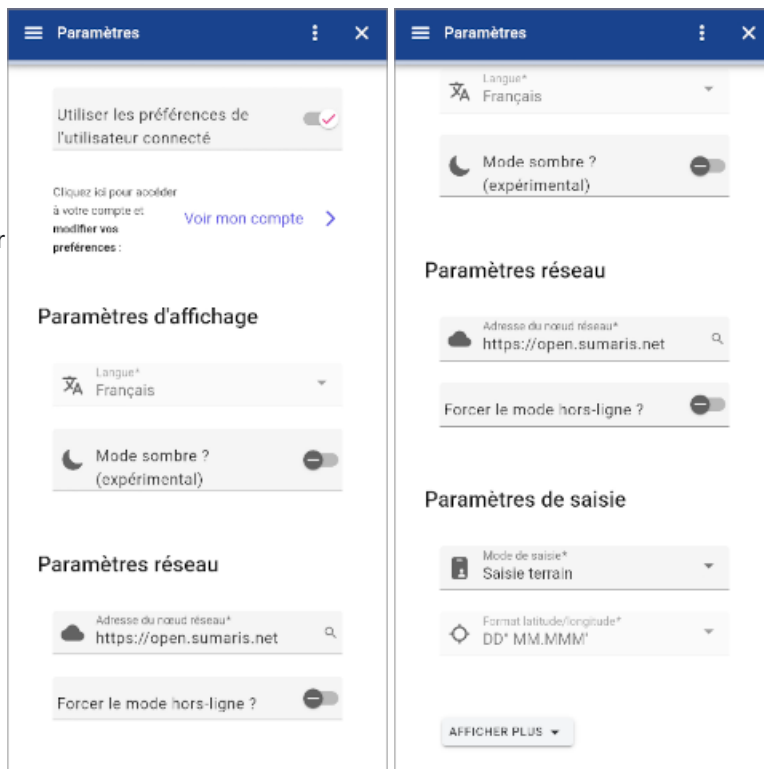 Paramètres
Utiliser les préférences de
l'utilisateur connecté
Cliquez ici pour accéder
à votre compte et
modifier vos
preférences :
Voir mon compte
r
Paramètres d'affichage
Langue*
Français
Mode sombre ?
(expérimental)
Paramètres réseau
Adresse du nœud réseau*
https://open.sumaris.net
Forcer le mode hors-ligne ?
Paramètres
Langue*
Français
Mode sombre ?
(expérimental)
Paramètres réseau
Adresse du nœud réseau*
https://open.sumaris.net
Forcer le mode hors-ligne ?
Paramètres de saisie
Mode de saisie*
Saisie terrain
Format latitude/longitude*
DD° MM.MMM'
AFFICHER PLUS